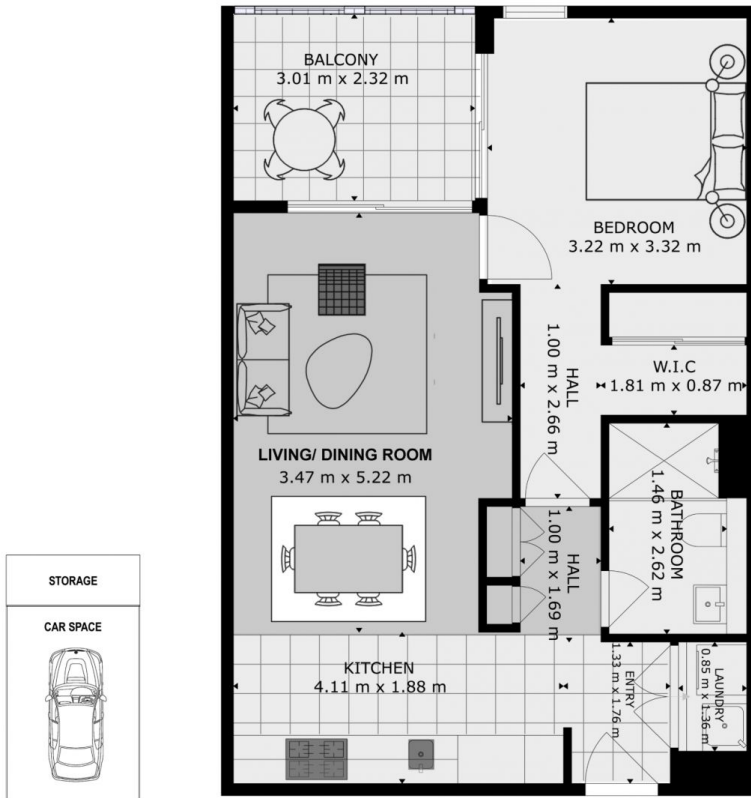 BALCONY
3.01 m x 2.32 m
BEDROOM
3.22 m x 3.32 m
HALL
1.00 m x 2.66 m
W.I.C
1.81 m x 0.87 m
LIVING/ DINING ROOM
3.47 m x 5.22 m
HALL
1.00 m x 1.69 m
BATHROOM
1.46 m x 2.62 m
STORAGE
CAR SPACE
KITCHEN
4.11 m x 1.88 m
ENTRY
1.33 m x 1.76 m
LAUNDRY
0.85 m x 1.36 m